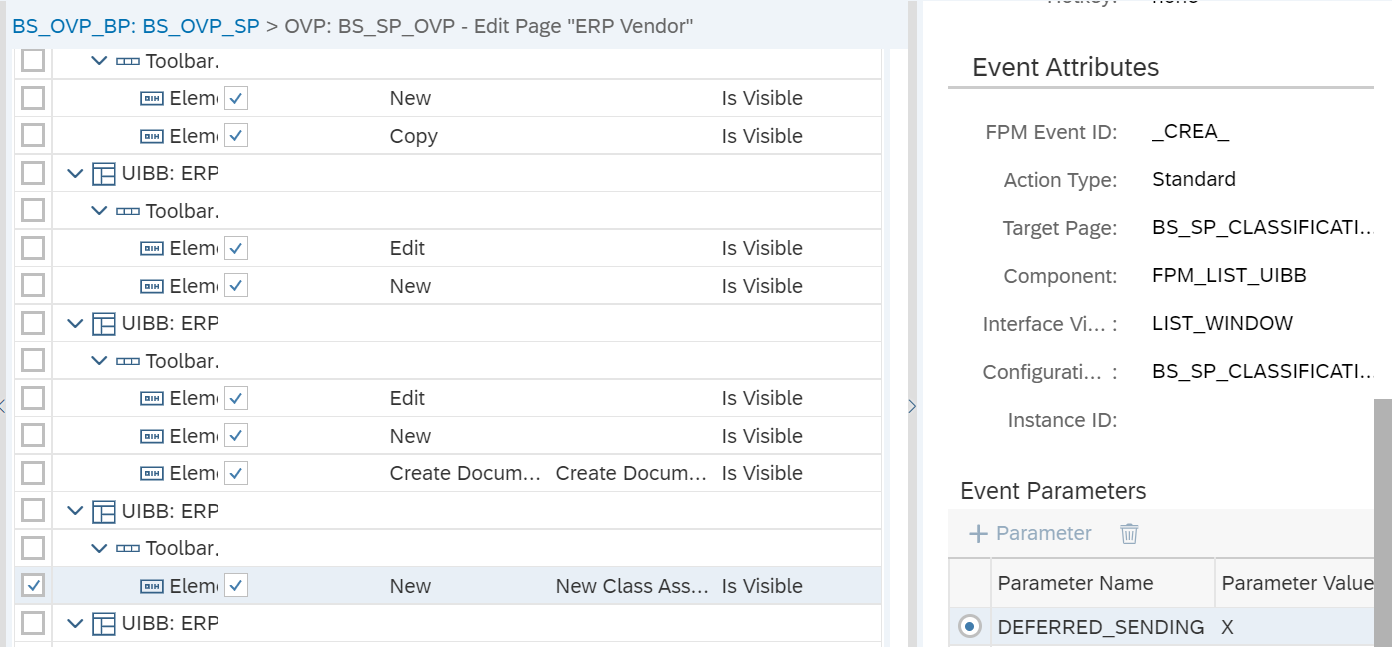 BS_OVP_BP: BS_OVP_SP > OVP: BS_SP_OVP - Edit Page "ERP Vendor"
Toolbar.
Elem New Is Visible
Elem Copy Is Visible
UIBB: ERP
Toolbar.
Elem Edit Is Visible
Elem New Is Visible
UIBB: ERP
Toolbar.
Elem Edit Is Visible
Elem New Is Visible
Elem Create Docum... Create Docum... Is Visible
UIBB: ERP
Toolbar.
Elem New New Class Ass... Is Visible
UIBB: ERP
Event Attributes
FPM Event ID: _CREA_
Action Type: Standard
Target Page: BS_SP_CLASSIFICATI...
Component: FPM_LIST_UIBB
Interface Vi... : LIST_WINDOW
Configurati... : BS_SP_CLASSIFICATI...
Instance ID:
Event Parameters
+ Parameter
Parameter Name Parameter Value
DEFERRED_SENDING X